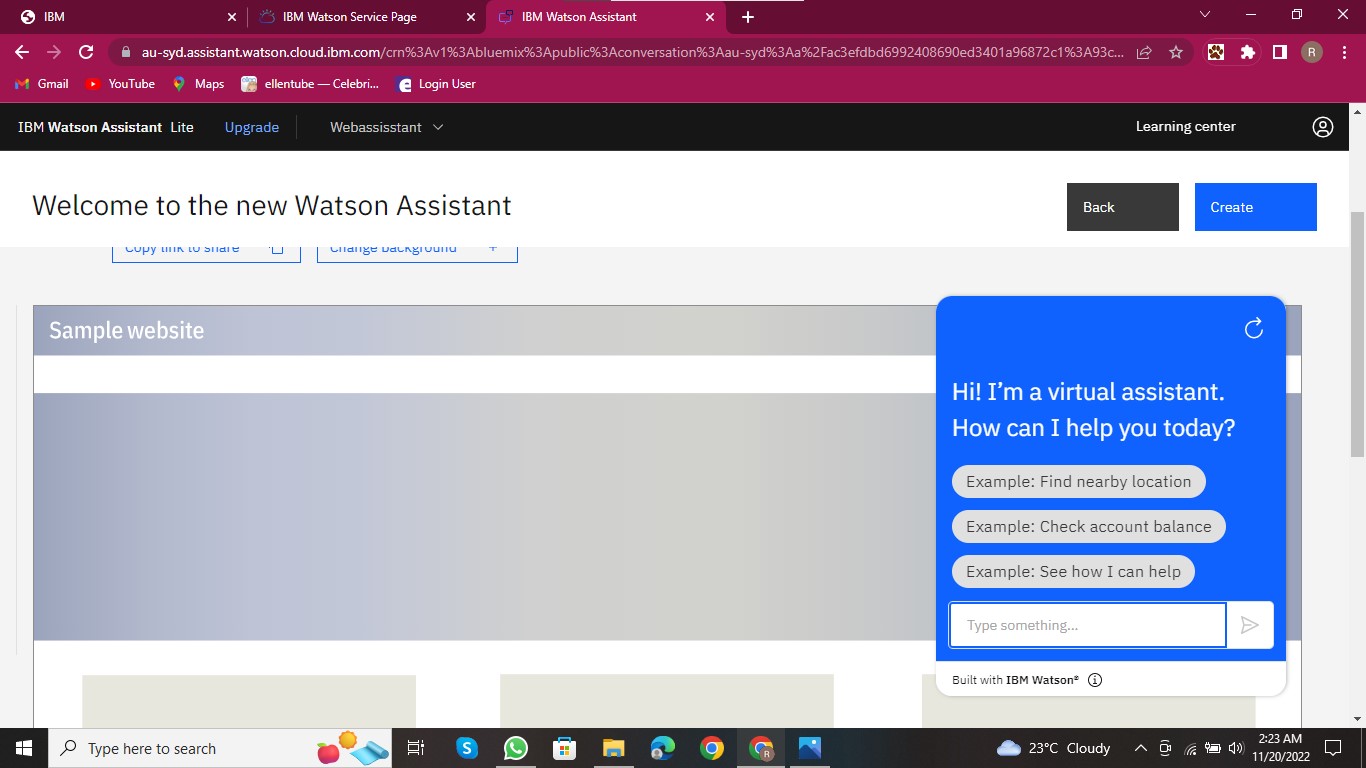 IBM
IBM Watson Service Page
IBM Watson Assistant
au-syd.assistant.watson.cloud.ibm.com/crn%3Av1%3Abluemix%3Apublic%3Aconversation%3Aau-syd%3Aa%2Fac3efdbd6992408690ed3401a96872c1%3A93c...
R
Gmail
YouTube
Maps
ellentube — Celebri...
Login User
IBM Watson Assistant Lite
Upgrade
Webassisstant
Learning center
Welcome to the new Watson Assistant
Back
Create
Copy link to share
Change background
Sample website
Hi! I’m a virtual assistant.
How can I help you today?
Example: Find nearby location
Example: Check account balance
Example: See how I can help
Type something...
Built with IBM Watson®
Type here to search
23°C Cloudy
2:23 AM
11/20/2022